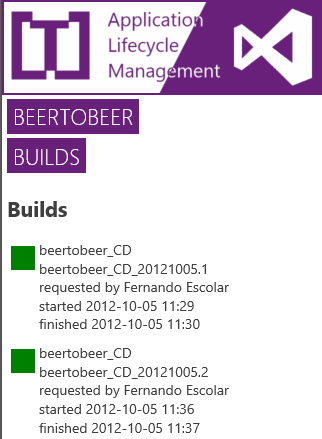 Application
Lifecycle
Management
BEERTOBEER
BUILDS
Builds
beertobeer_CD
beertobeer_CD_20121005.1
requested by Fernando Escolar
started 2012-10-05 11:29
finished 2012-10-05 11:30
beertobeer_CD
beertobeer_CD_20121005.2
requested by Fernando Escolar
started 2012-10-05 11:36
finished 2012-10-05 11:37